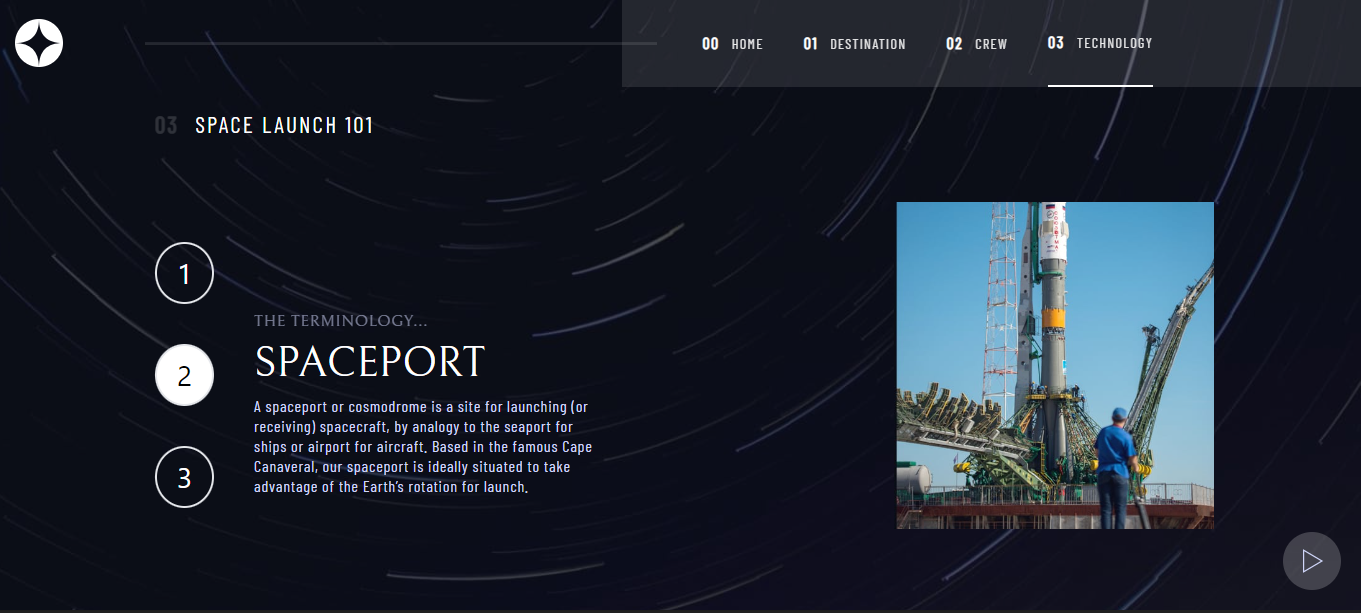 00 HOME 01 DESTINATION 02 CREW 03 TECHNOLOGY
03 SPACE LAUNCH 101
1
2
3
THE TERMINOLOGY...
SPACEPORT
A spaceport or cosmodrome is a site for launching (or
receiving) spacecraft, by analogy to the seaport for
ships or airport for aircraft. Based in the famous Cape
Canaveral, our spaceport is ideally situated to take
advantage of the Earth’s rotation for launch.